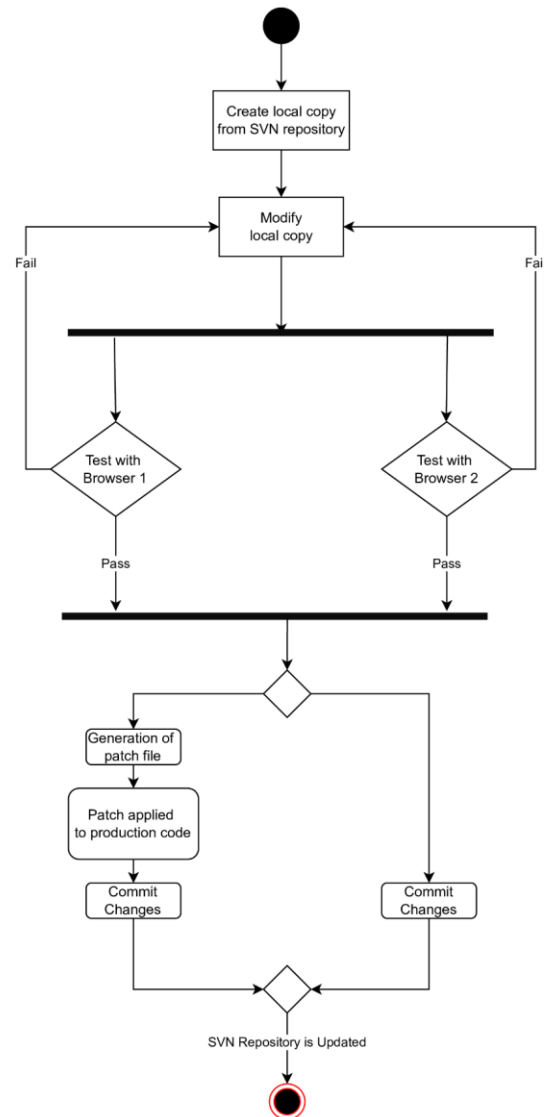 Create local copy
from SVN repository
Modify
local copy
Fail
Fai
Test with
Browser 1
Test with
Browser 2
Pass
Pass
Generation of
patch file
Patch applied
to production code
Commit
Changes
Commit
Changes
SVN Repository is Updated